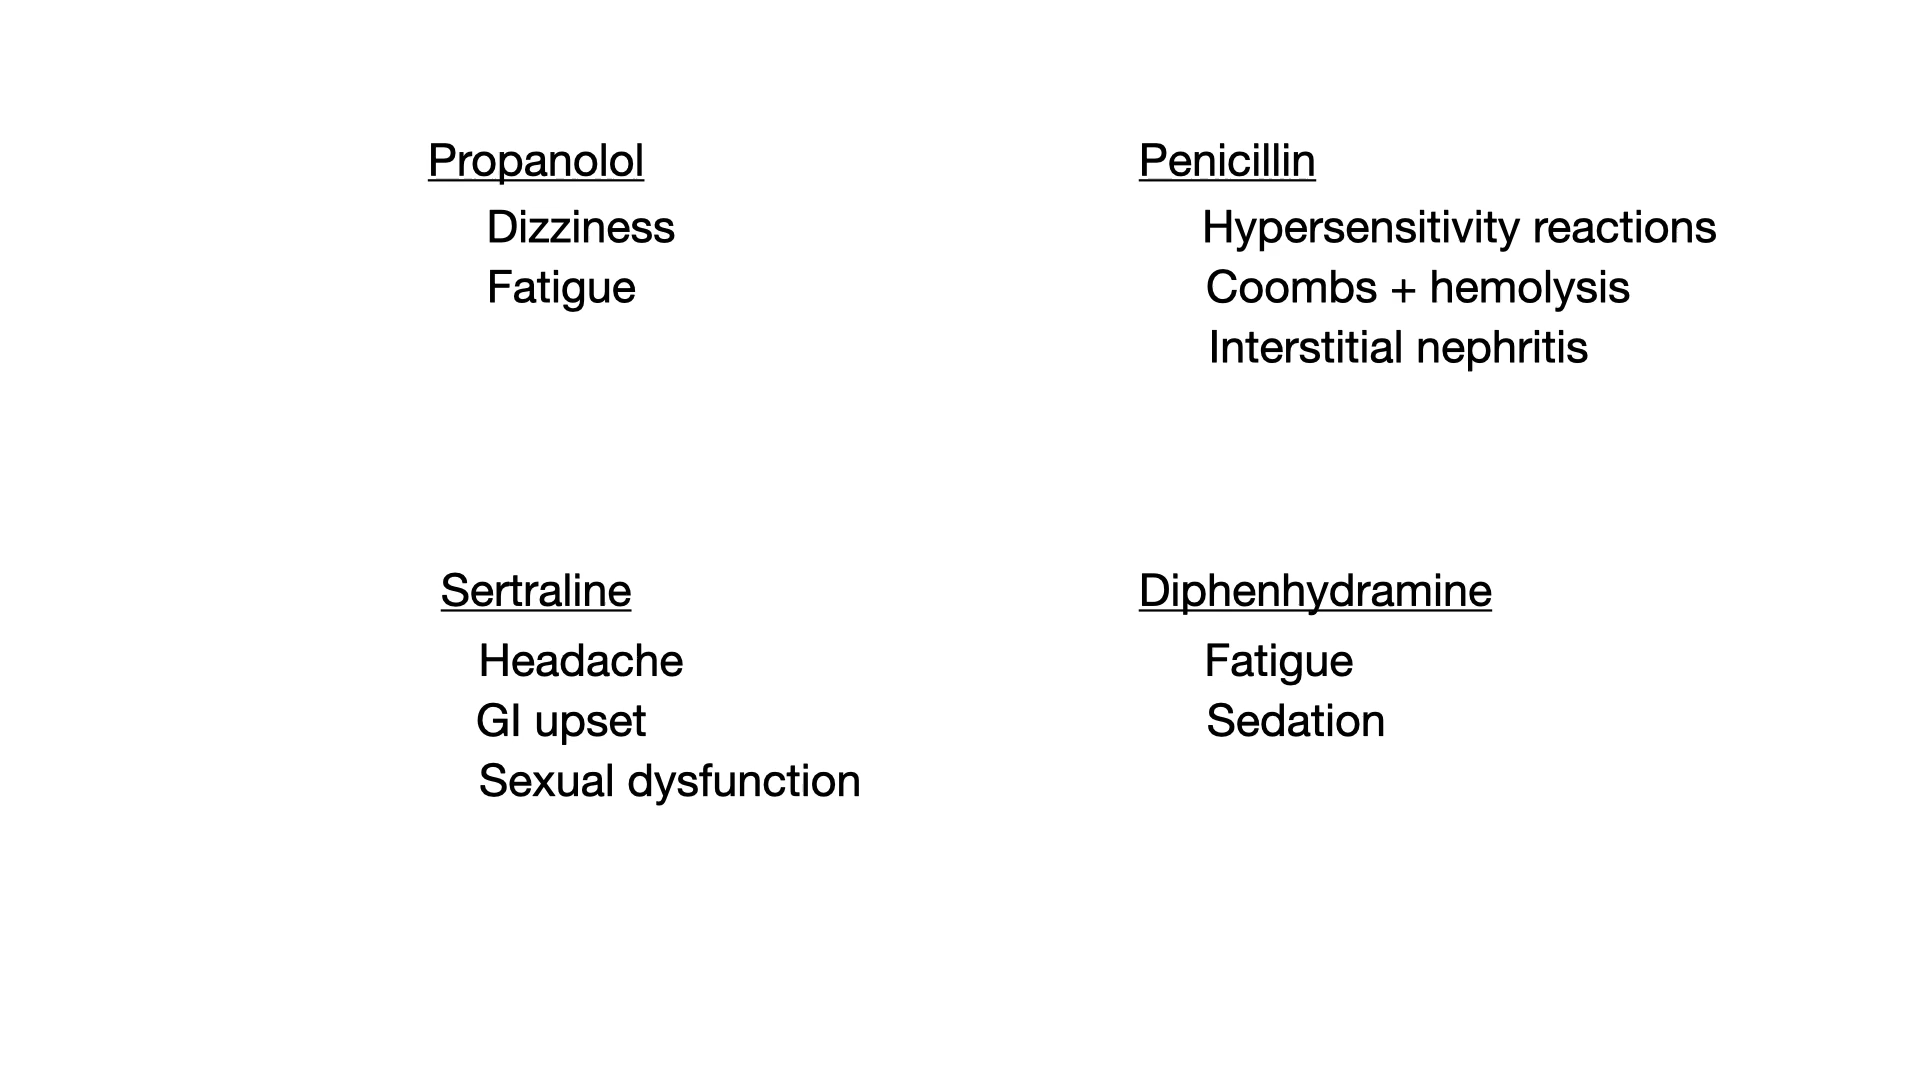 Propanolol
Dizziness
Fatigue
Penicillin
Hypersensitivity reactions
Coombs + hemolysis
Interstitial nephritis
Sertraline
Headache
GI upset
Sexual dysfunction
Diphenhydramine
Fatigue
Sedation